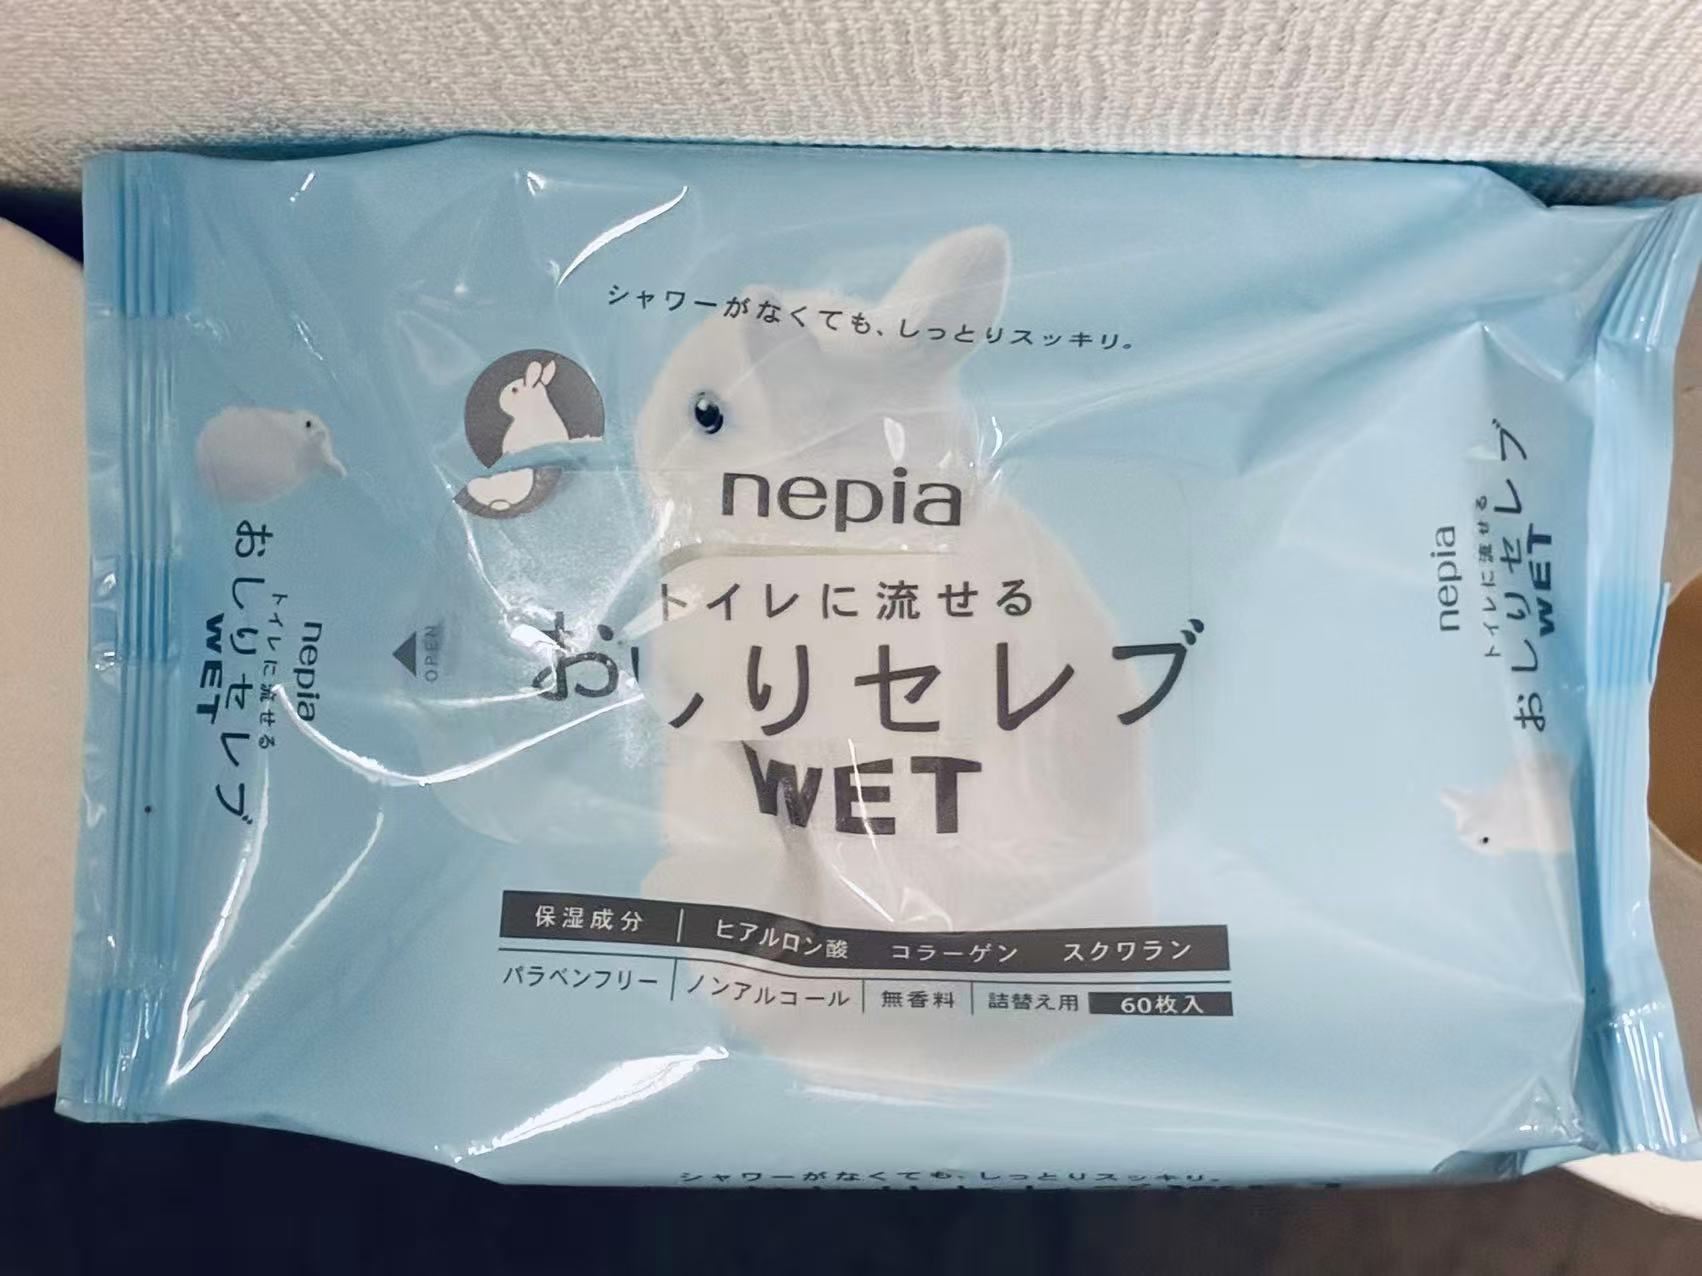 シャワーがなくても、しっとりスッキリ。
nepia
トイレに流せる
おしりセレブ
WET
OPEN
保湿成分 | ヒアルロン酸 コラーゲン スクワラン
パラベンフリー | ノンアルコール | 無香料 | 詰替え用 60枚入
nepia
トイレに流せる
おしりセレブ
WET
nepia
トイレに流せる
おしりセレブ
WET
シャワーがなくても、しっとりスッキリ。